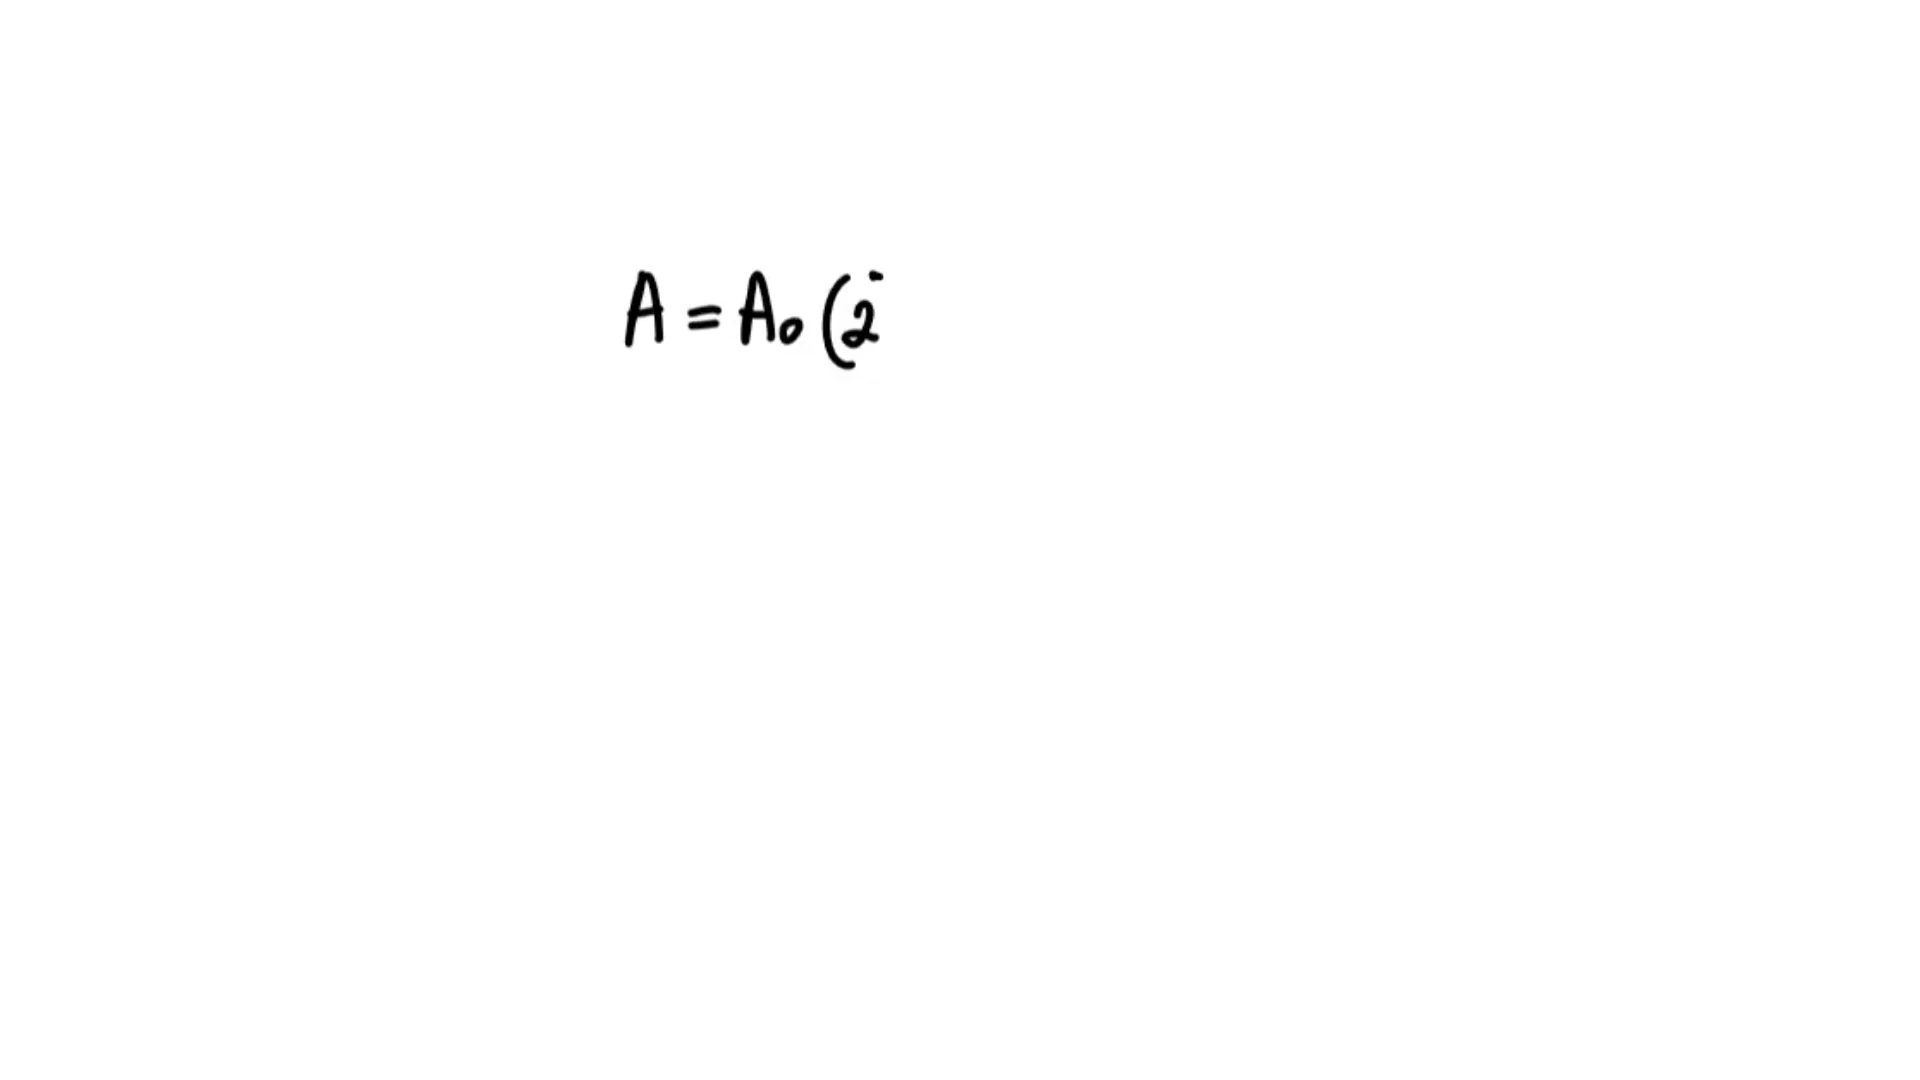 A = A₀ (2⁻